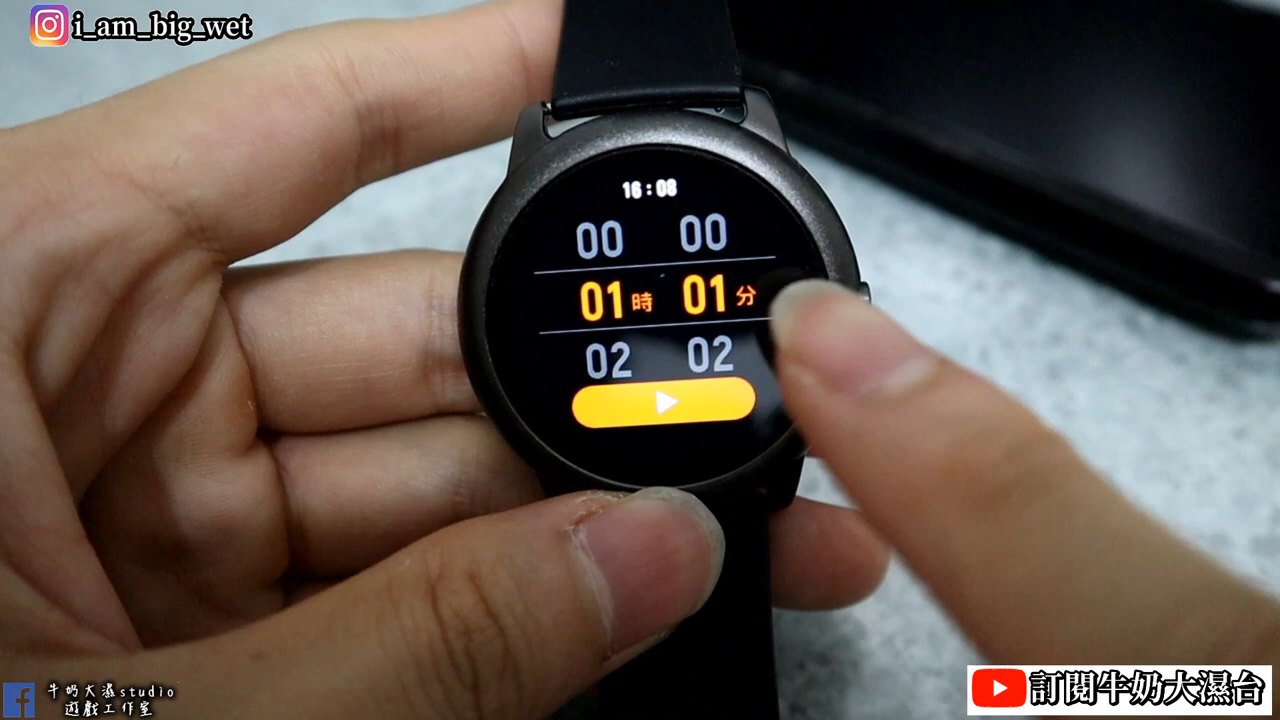 i_am_big_wet
16:08
00 00
01時 01分
02 02
牛奶大濕studio
遊戲工作室
訂閱牛奶大濕台